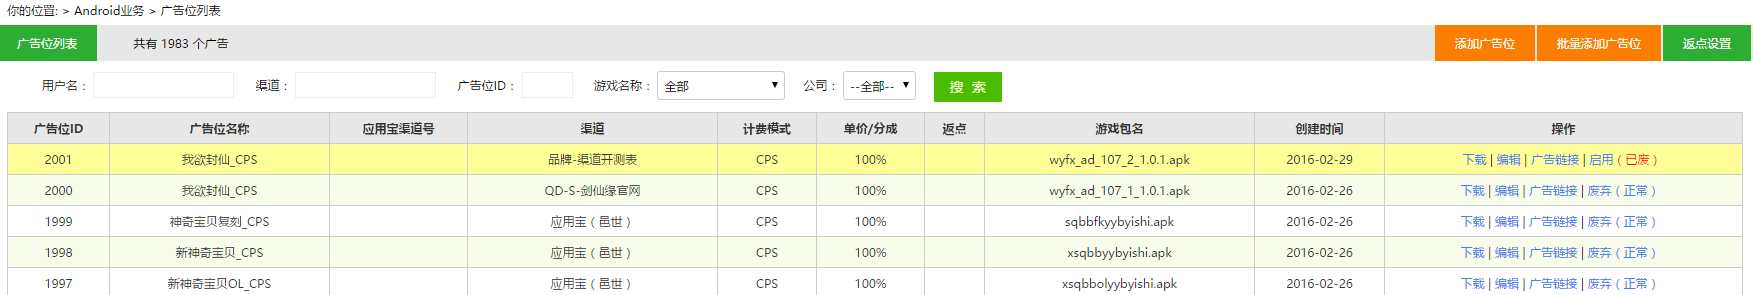 你的位置: > Android业务 > 广告位列表
广告位列表 共有 1983 个广告 添加广告位 批量添加广告位 返点设置
用户名： 渠道： 广告位ID： 游戏名称： 全部 公司： --全部-- 搜 索
广告位ID 广告位名称 应用宝渠道号 渠道 计费模式 单价/分成 返点 游戏包名 创建时间 操作
2001 我欲封仙_CPS 品牌-渠道开测表 CPS 100% wyfx_ad_107_2_1.0.1.apk 2016-02-29 下载 | 编辑 | 广告链接 | 启用（已废）
2000 我欲封仙_CPS QD-S-剑仙缘官网 CPS 100% wyfx_ad_107_1_1.0.1.apk 2016-02-26 下载 | 编辑 | 广告链接 | 废弃（正常）
1999 神奇宝贝复刻_CPS 应用宝（邑世） CPS 100% sqbbfkyybyishi.apk 2016-02-26 下载 | 编辑 | 广告链接 | 废弃（正常）
1998 新神奇宝贝_CPS 应用宝（邑世） CPS 100% xsqbbyybyishi.apk 2016-02-26 下载 | 编辑 | 广告链接 | 废弃（正常）
1997 新神奇宝贝OL_CPS 应用宝（邑世） CPS 100% xsqbbolyybyishi.apk 2016-02-26 下载 | 编辑 | 广告链接 | 废弃（正常）